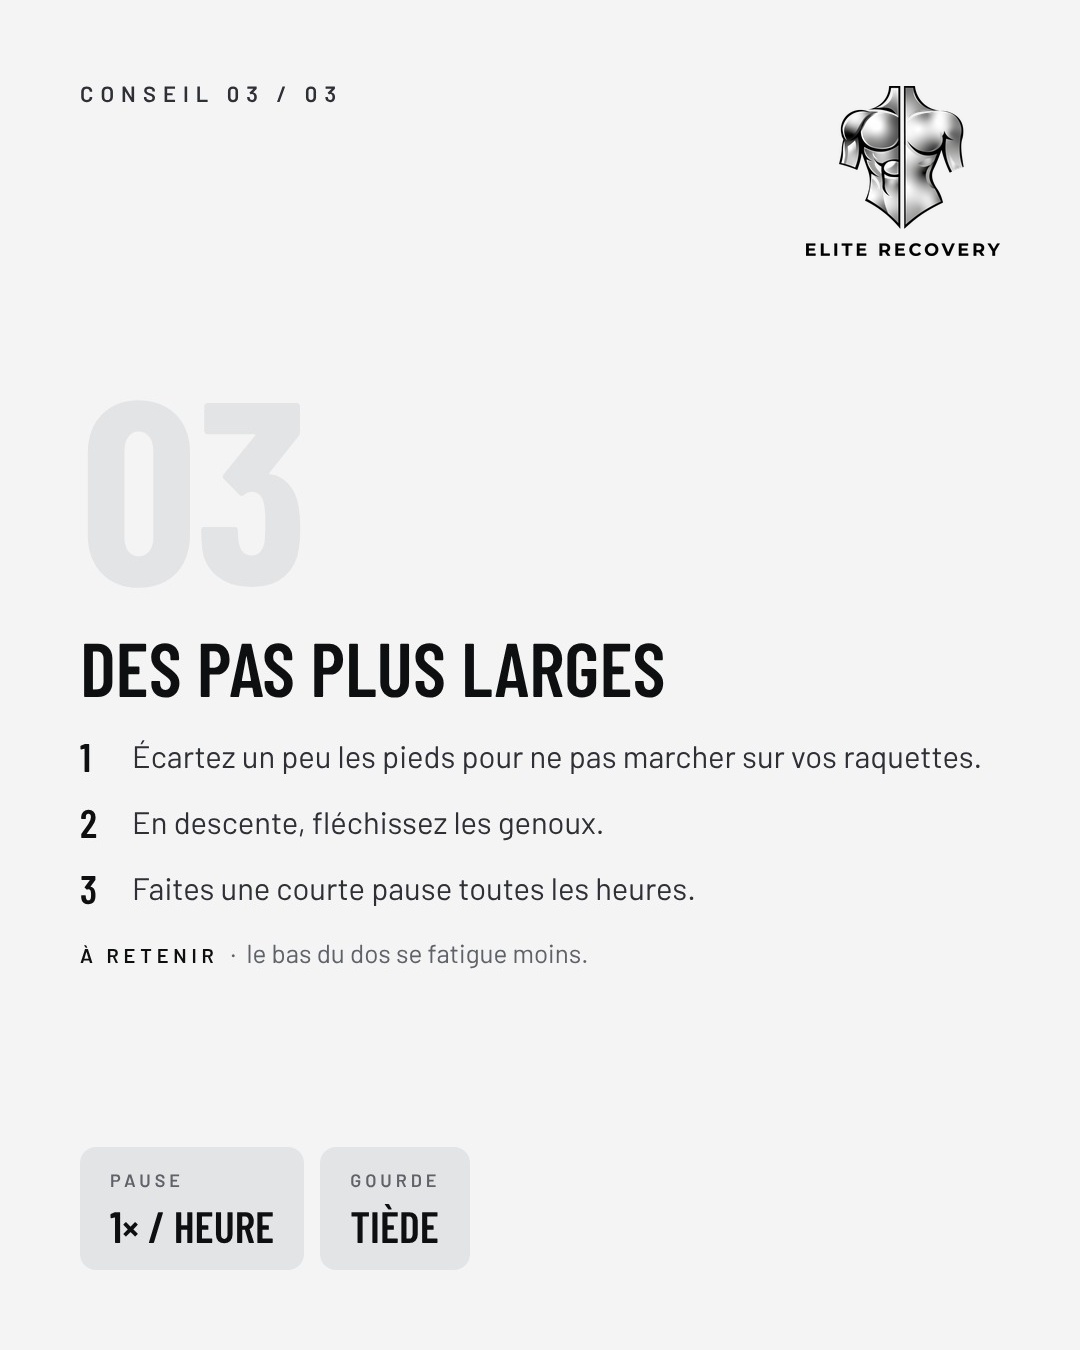 CONSEIL 03 / 03
ELITE RECOVERY
03
DES PAS PLUS LARGES
1 Écartez un peu les pieds pour ne pas marcher sur vos raquettes.
2 En descente, fléchissez les genoux.
3 Faites une courte pause toutes les heures.
À RETENIR · le bas du dos se fatigue moins.
PAUSE
1× / HEURE
GOURDE
TIÈDE